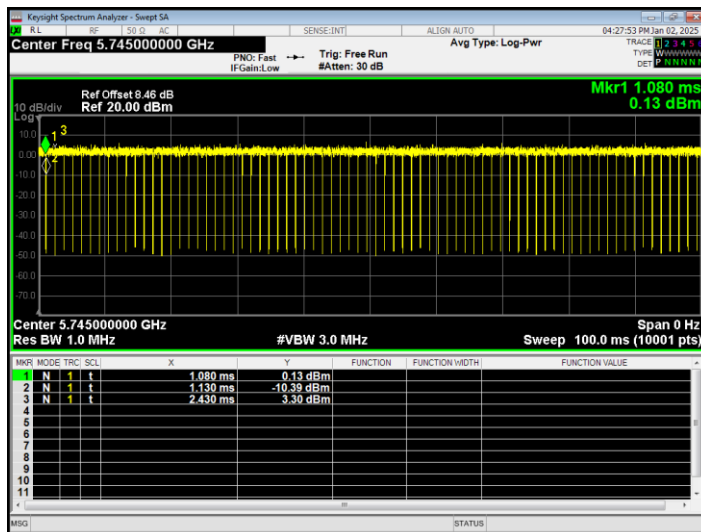 Keysight Spectrum Analyzer - Swept SA
RL RF 50 Ω AC SENSE:INT ALIGN AUTO 04:27:53 PM Jan 02, 2025
Center Freq 5.745000000 GHz
PNO: Fast
IFGain:Low
Trig: Free Run
#Atten: 30 dB
Avg Type: Log-Pwr
TRACE 1 2 3 4 5
TYPE W
DET P N N N N N
Ref Offset 8.46 dB
10 dB/div Ref 20.00 dBm
Mkr1 1.080 ms
0.13 dBm
Log
10.0
0.00
-10.0
-20.0
-30.0
-40.0
-50.0
-60.0
-70.0
1 3
2
Center 5.745000000 GHz Span 0 Hz
Res BW 1.0 MHz #VBW 3.0 MHz Sweep 100.0 ms (10001 pts)
MKR MODE TRC SCL X Y FUNCTION FUNCTION WIDTH FUNCTION VALUE
1 N 1 t 1.080 ms 0.13 dBm
2 N 1 t 1.130 ms -10.39 dBm
3 N 1 t 2.430 ms 3.30 dBm
4
5
6
7
8
9
10
11
MSG STATUS